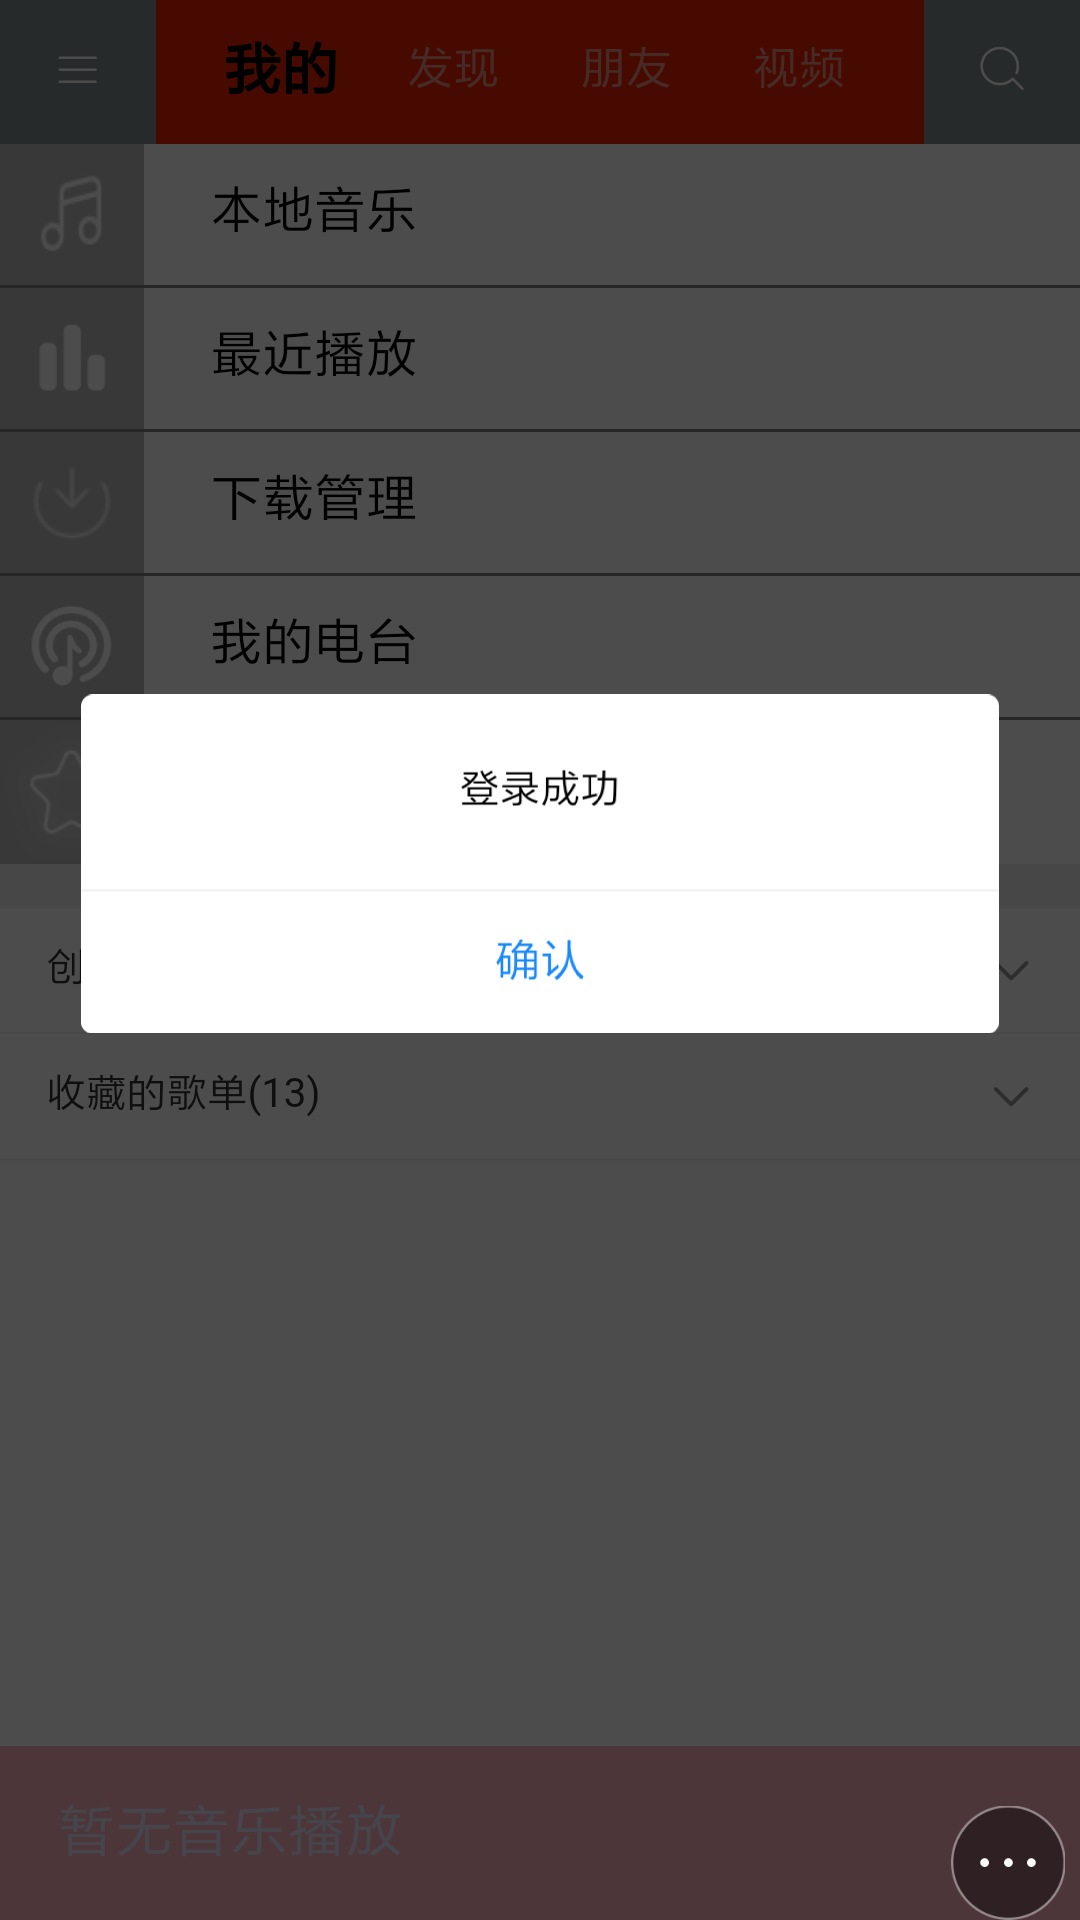 我的 发现 朋友 视频
本地音乐
最近播放
下载管理
我的电台
登录成功
确认
创
收藏的歌单(13)
暂无音乐播放